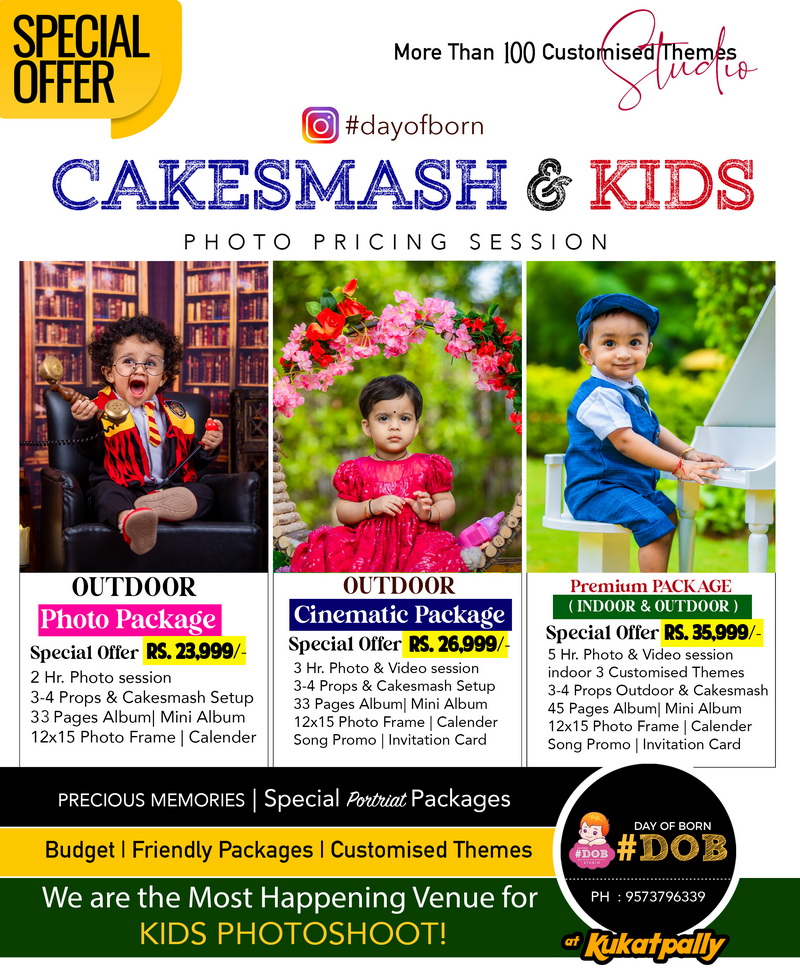 SPECIAL
OFFER
More Than 100 Customised Themes
Studio
#dayofborn
CAKESMASH & KIDS
PHOTO PRICING SESSION
OUTDOOR
Photo Package
Special Offer RS. 23,999/-
2 Hr. Photo session
3-4 Props & Cakesmash Setup
33 Pages Album| Mini Album
12x15 Photo Frame | Calender
OUTDOOR
Cinematic Package
Special Offer RS. 26,999/-
3 Hr. Photo & Video session
3-4 Props & Cakesmash Setup
33 Pages Album| Mini Album
12x15 Photo Frame | Calender
Song Promo | Invitation Card
Premium PACKAGE
( INDOOR & OUTDOOR )
Special Offer RS. 35,999/-
5 Hr. Photo & Video session
indoor 3 Customised Themes
3-4 Props Outdoor & Cakesmash
45 Pages Album| Mini Album
12x15 Photo Frame | Calender
Song Promo | Invitation Card
PRECIOUS MEMORIES | Special Portriat Packages
Budget | Friendly Packages | Customised Themes
We are the Most Happening Venue for
KIDS PHOTOSHOOT!
#DOB
STUDIO
DAY OF BORN
#DOB
PH : 9573796339
at Kukatpally